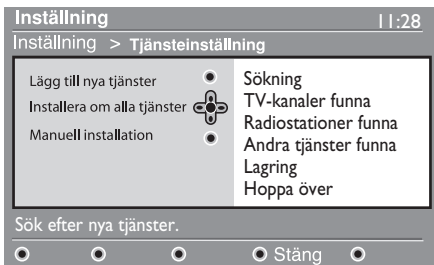 Inställning 11:28
Inställning > Tjänsteinställning
Lägg till nya tjänster
Installera om alla tjänster
Manuell installation
Sökning
TV-kanaler funna
Radiostationer funna
Andra tjänster funna
Lagring
Hoppa över
Sök efter nya tjänster.
Stäng